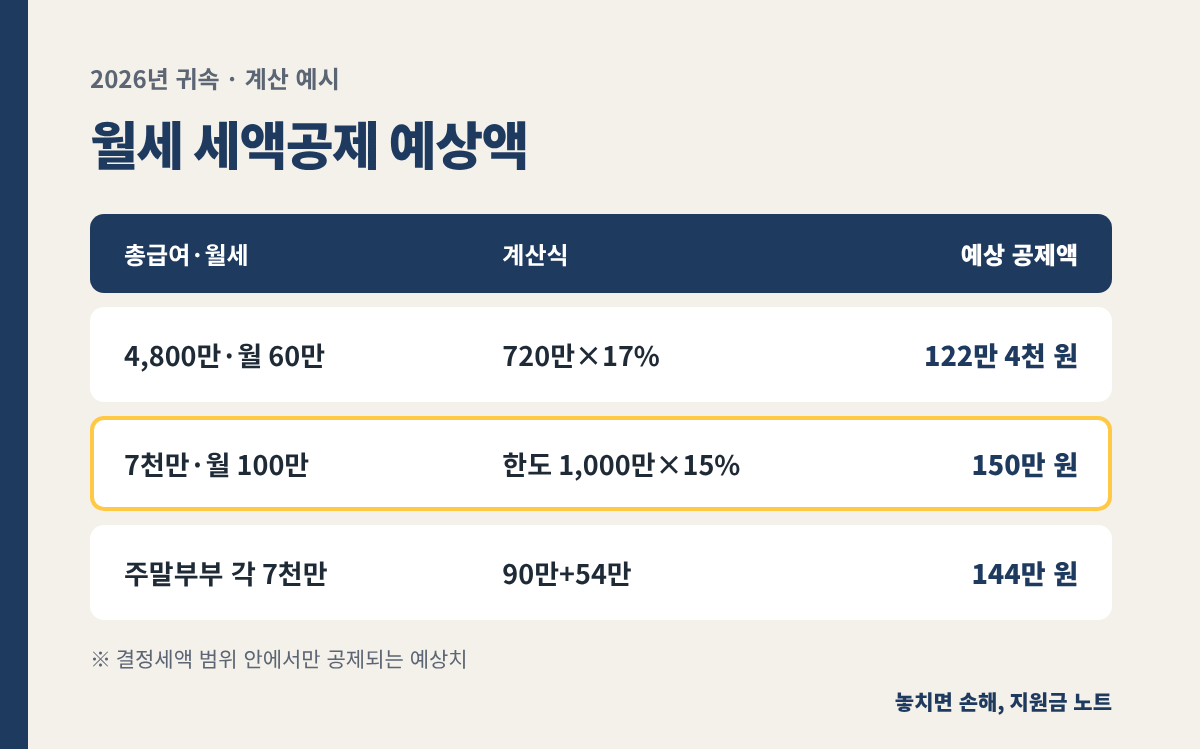 2026년 귀속 · 계산 예시
월세 세액공제 예상액
총급여·월세 계산식 예상 공제액
4,800만·월 60만 720만×17% 122만 4천 원
7천만·월 100만 한도 1,000만×15% 150만 원
주말부부 각 7천만 90만+54만 144만 원
※ 결정세액 범위 안에서만 공제되는 예상치
놓치면 손해, 지원금 노트